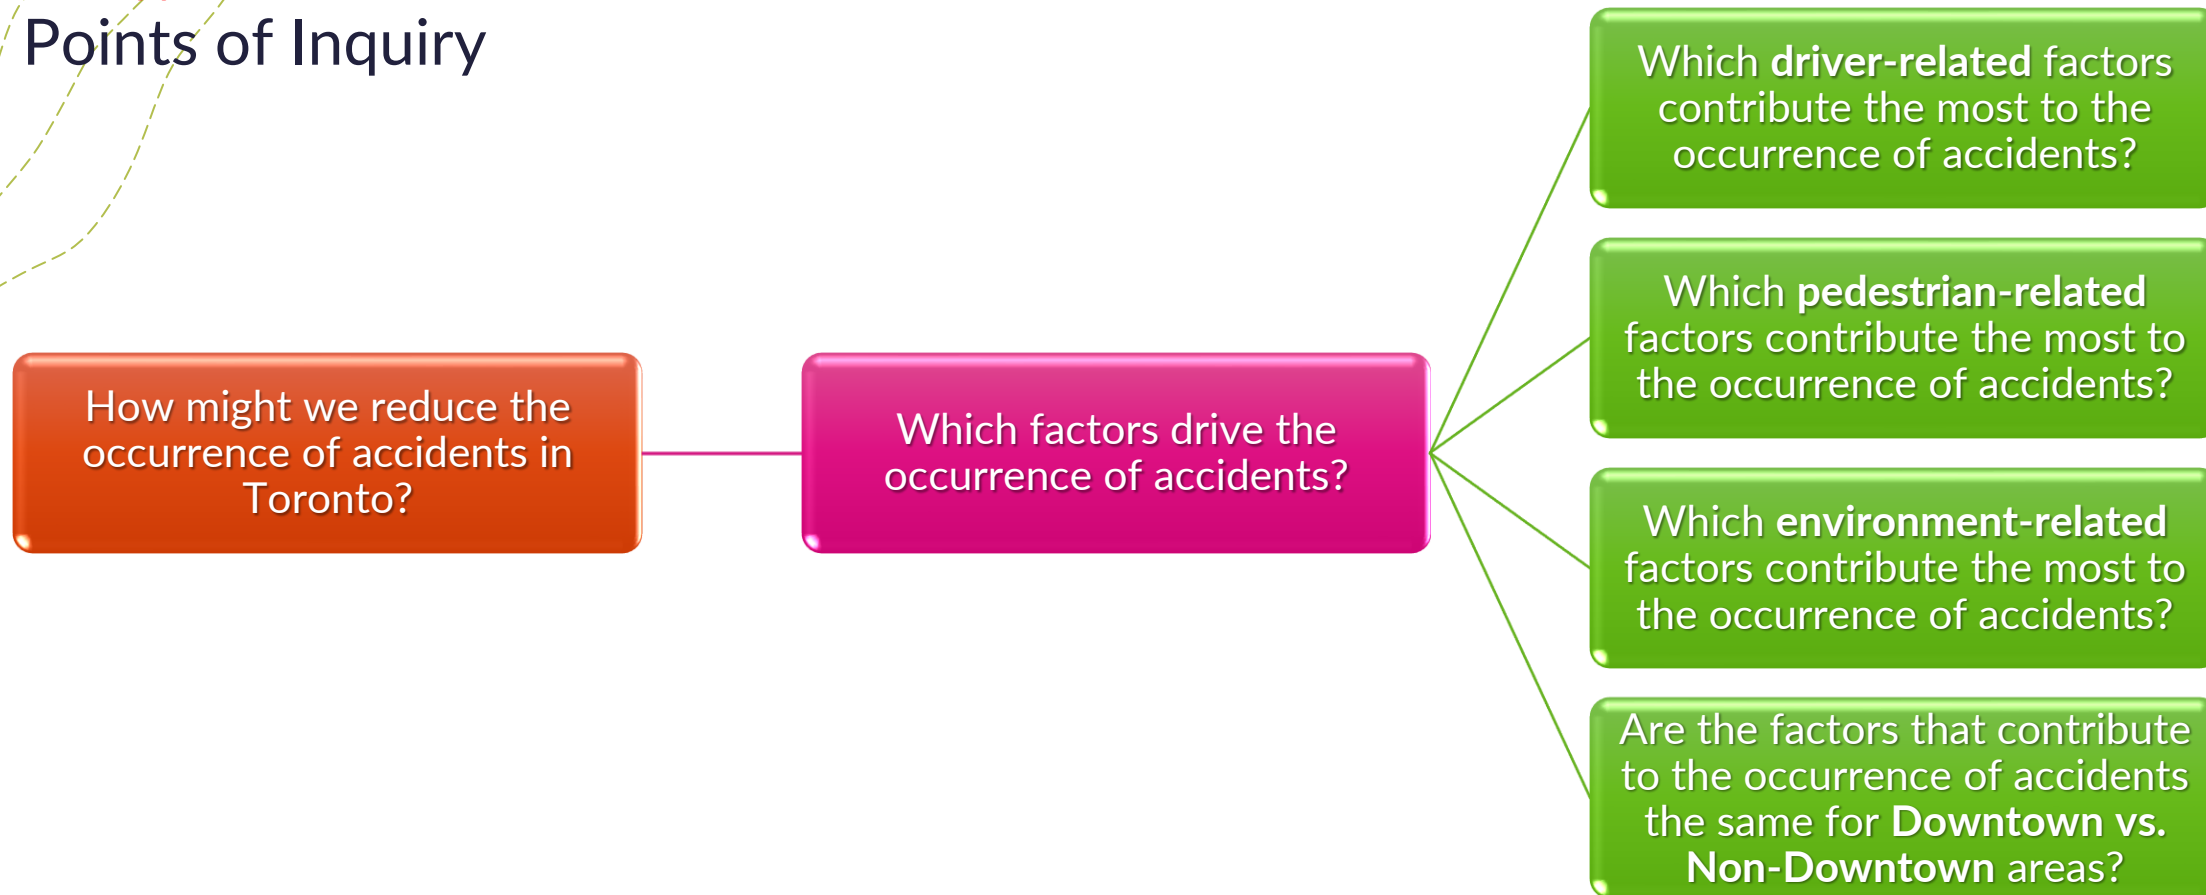 Points of Inquiry
How might we reduce the
occurrence of accidents in
Toronto?
Which factors drive the
occurrence of accidents?
Which driver-related factors
contribute the most to the
occurrence of accidents?
Which pedestrian-related
factors contribute the most to
the occurrence of accidents?
Which environment-related
factors contribute the most to
the occurrence of accidents?
Are the factors that contribute
to the occurrence of accidents
the same for Downtown vs.
Non-Downtown areas?